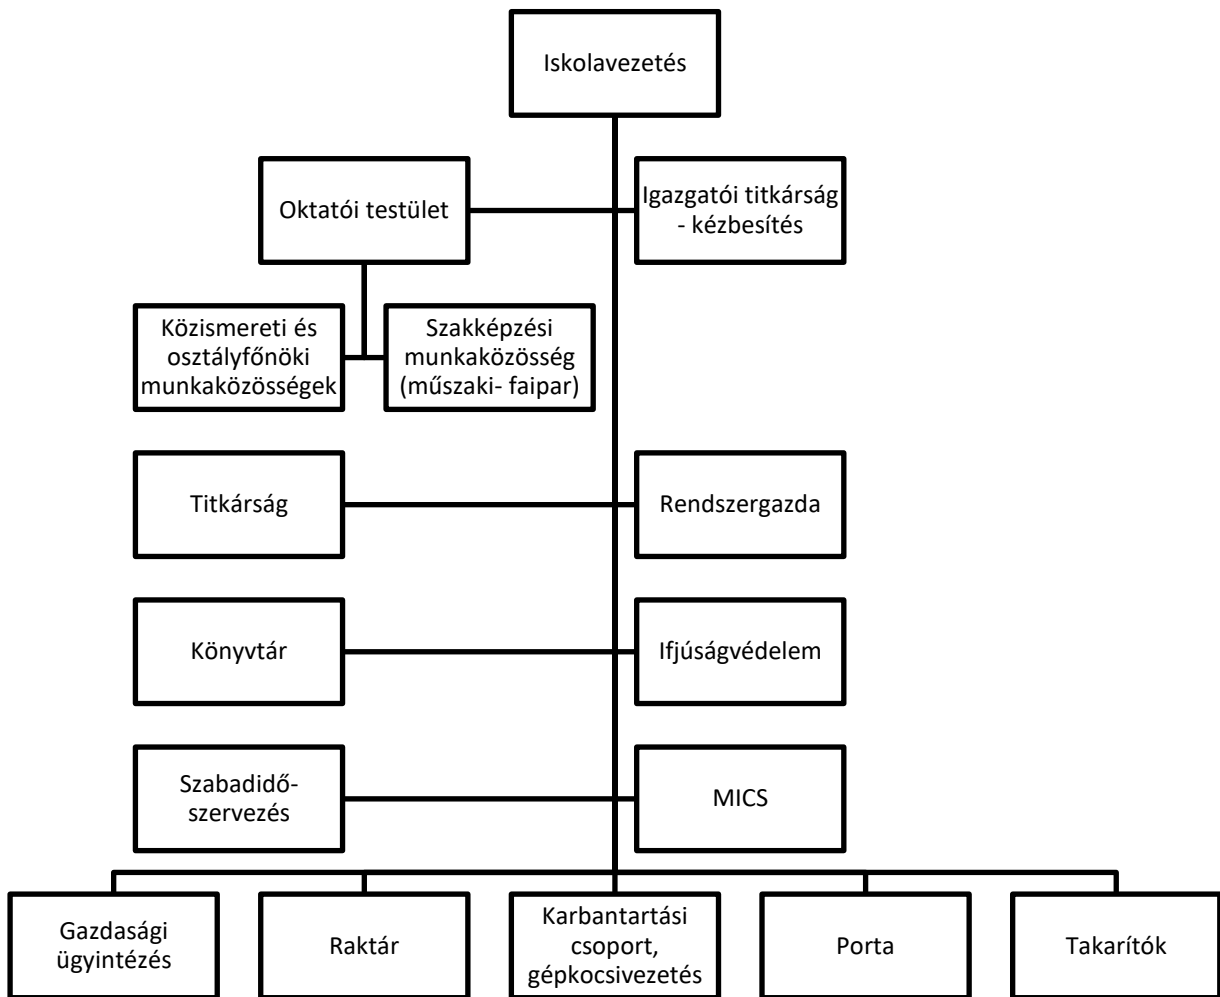 Iskolavezetés
Oktatói testület
Igazgatói titkárság
- kézbesítés
Közismereti és
osztályfőnöki
munkaközösségek
Szakképzési
munkaközösség
(műszaki- faipar)
Titkárság
Rendszergazda
Könyvtár
Ifjúságvédelem
Szabadidő-
szervezés
MICS
Gazdasági
ügyintézés
Raktár
Karbantartási
csoport,
gépkocsivezetés
Porta
Takarítók